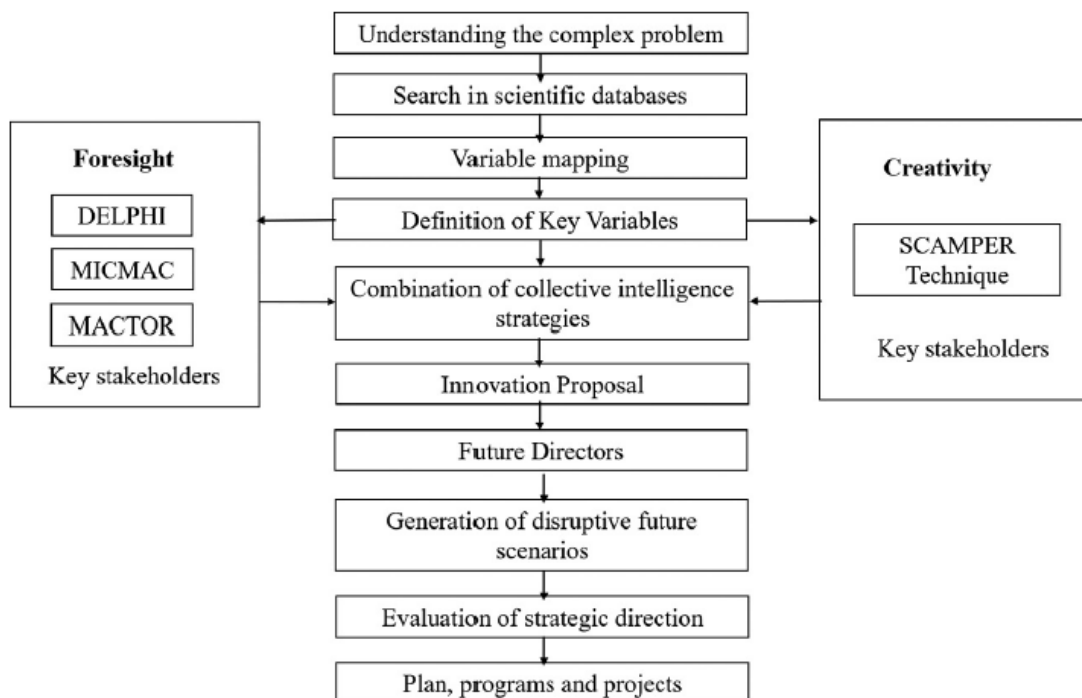 Understanding the complex problem
Search in scientific databases
Variable mapping
Definition of Key Variables
Combination of collective intelligence
strategies
Innovation Proposal
Future Directors
Generation of disruptive future
scenarios
Evaluation of strategic direction
Plan, programs and projects
Foresight
DELPHI
MICMAC
MACTOR
Key stakeholders
Creativity
SCAMPER
Technique
Key stakeholders